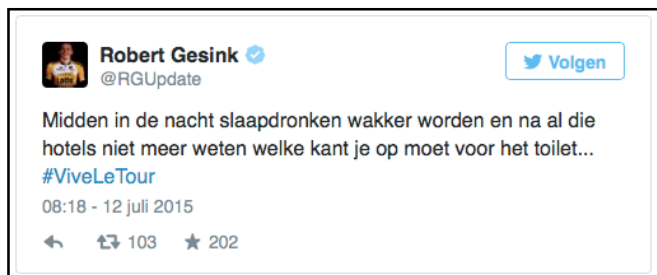 Robert Gesink
@RGUpdate
Volgen
Midden in de nacht slaapdronken wakker worden en na al die
hotels niet meer weten welke kant je op moet voor het toilet...
#ViveLeTour
08:18 - 12 juli 2015
103 202